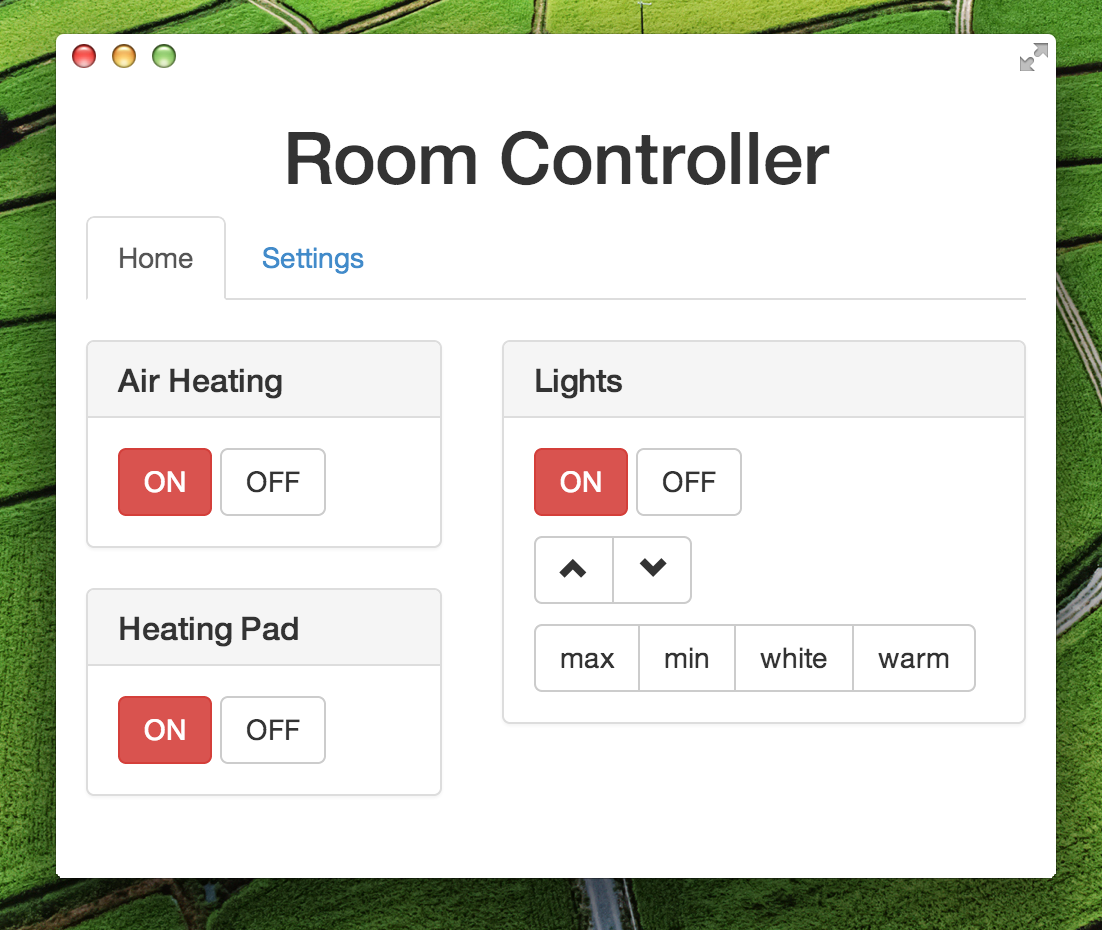 Room Controller
Home Settings
Air Heating
ON OFF
Heating Pad
ON OFF
Lights
ON OFF
max min white warm